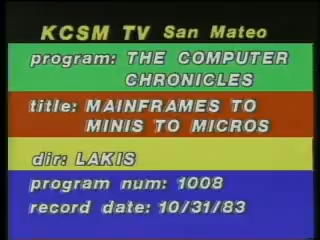 KCSM TV San Mateo
program: THE COMPUTER
CHRONICLES
title: MAINFRAMES TO
MINIS TO MICROS
dir: LAKIS
program num: 1008
record date: 10/31/83